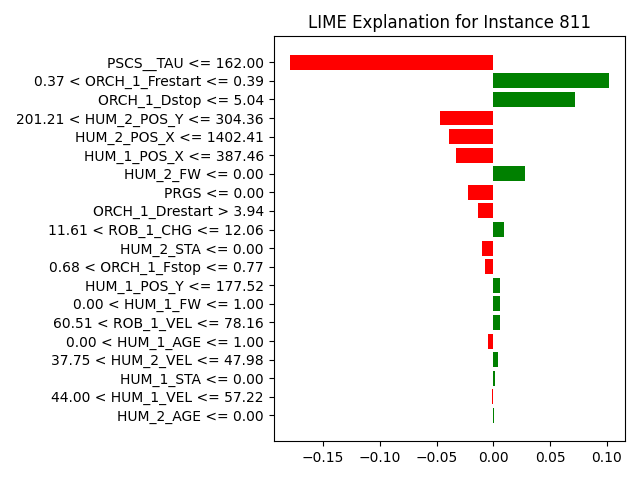 LIME Explanation for Instance 811
PSCS__TAU <= 162.00
0.37 < ORCH_1_Frestart <= 0.39
ORCH_1_Dstop <= 5.04
201.21 < HUM_2_POS_Y <= 304.36
HUM_2_POS_X <= 1402.41
HUM_1_POS_X <= 387.46
HUM_2_FW <= 0.00
PRGS <= 0.00
ORCH_1_Drestart > 3.94
11.61 < ROB_1_CHG <= 12.06
HUM_2_STA <= 0.00
0.68 < ORCH_1_Fstop <= 0.77
HUM_1_POS_Y <= 177.52
0.00 < HUM_1_FW <= 1.00
60.51 < ROB_1_VEL <= 78.16
0.00 < HUM_1_AGE <= 1.00
37.75 < HUM_2_VEL <= 47.98
HUM_1_STA <= 0.00
44.00 < HUM_1_VEL <= 57.22
HUM_2_AGE <= 0.00
−0.15 −0.10 −0.05 0.00 0.05 0.10